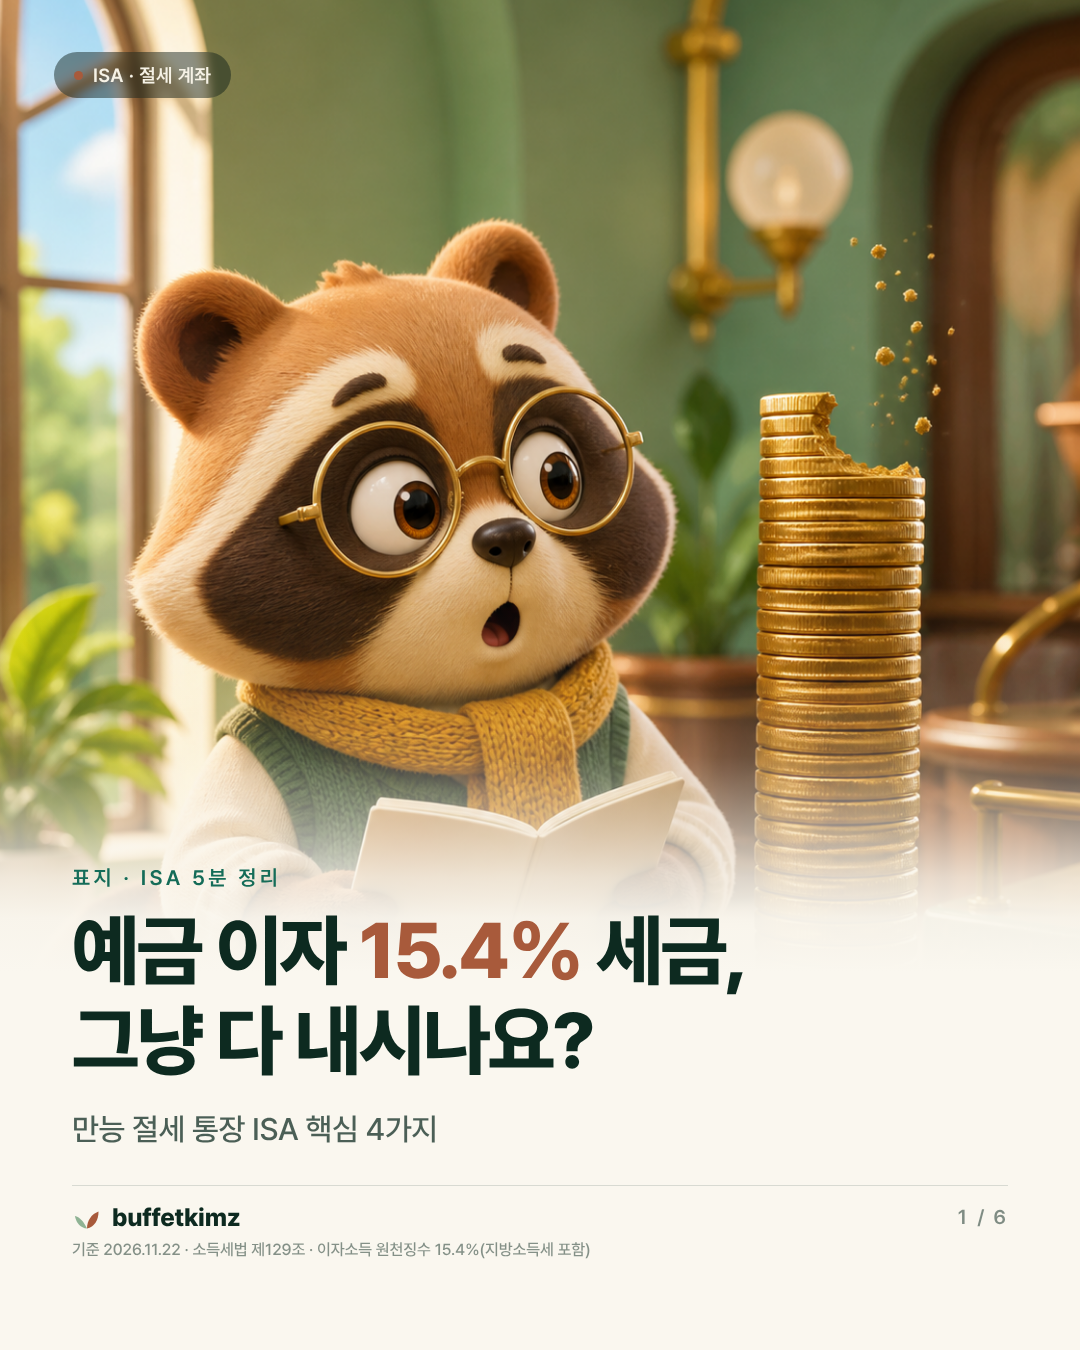 ISA · 절세 계좌
표지 · ISA 5분 정리
예금 이자 15.4% 세금,
그냥 다 내시나요?
만능 절세 통장 ISA 핵심 4가지
buffetkimz
1 / 6
기준 2026.11.22 · 소득세법 제129조 · 이자소득 원천징수 15.4%(지방소득세 포함)